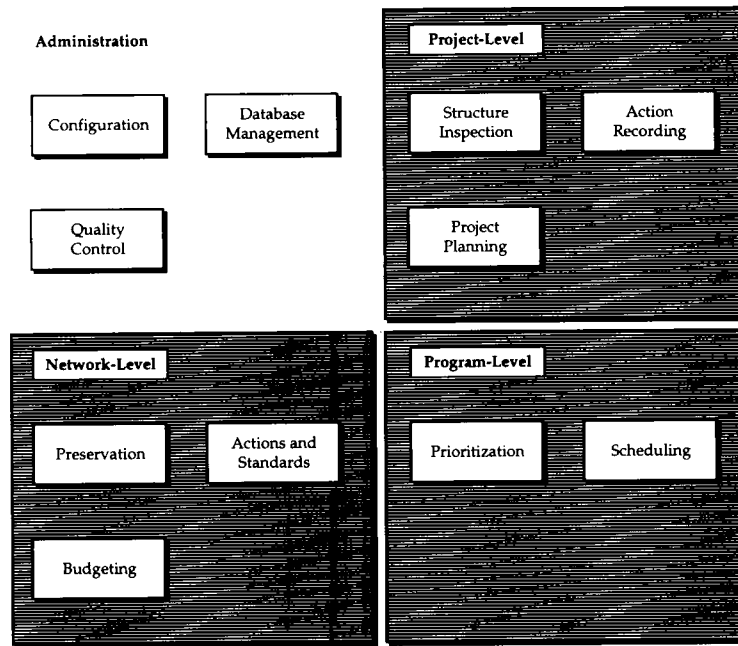 Administration
Configuration
Database
Management
Quality
Control
Project-Level
Structure
Inspection
Action
Recording
Project
Planning
Network-Level
Preservation
Actions and
Standards
Budgeting
Program-Level
Prioritization
Scheduling